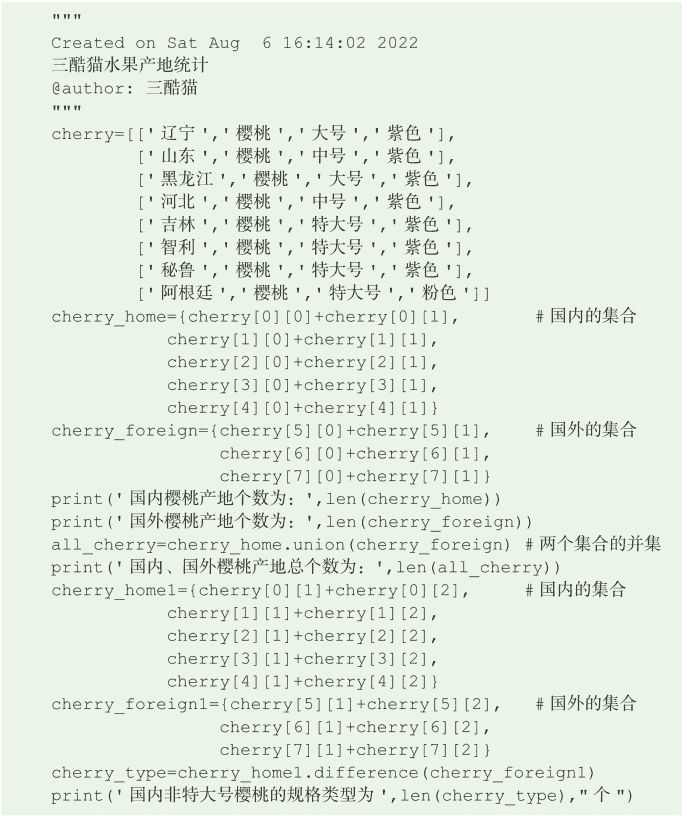 """
Created on Sat Aug  6 16:14:02 2022
三酷猫水果产地统计
@author: 三酷猫
"""
cherry=[['辽宁','樱桃','大号','紫色'],
        ['山东','樱桃','中号','紫色'],
        ['黑龙江','樱桃','大号','紫色'],
        ['河北','樱桃','中号','紫色'],
        ['吉林','樱桃','特大号','紫色'],
        ['智利','樱桃','特大号','紫色'],
        ['秘鲁','樱桃','特大号','紫色'],
        ['阿根廷','樱桃','特大号','粉色']]
cherry_home={cherry[0][0]+cherry[0][1],       #国内的集合
           cherry[1][0]+cherry[1][1],
           cherry[2][0]+cherry[2][1],
           cherry[3][0]+cherry[3][1],
           cherry[4][0]+cherry[4][1]}
cherry_foreign={cherry[5][0]+cherry[5][1],    #国外的集合
                cherry[6][0]+cherry[6][1],
                cherry[7][0]+cherry[7][1]}
print('国内樱桃产地个数为：',len(cherry_home))
print('国外樱桃产地个数为：',len(cherry_foreign))
all_cherry=cherry_home.union(cherry_foreign) #两个集合的并集
print('国内、国外樱桃产地总个数为：',len(all_cherry))
cherry_home1={cherry[0][1]+cherry[0][2],      #国内的集合
           cherry[1][1]+cherry[1][2],
           cherry[2][1]+cherry[2][2],
           cherry[3][1]+cherry[3][2],
           cherry[4][1]+cherry[4][2]}
cherry_foreign1={cherry[5][1]+cherry[5][2],   #国外的集合
                cherry[6][1]+cherry[6][2],
                cherry[7][1]+cherry[7][2]}
cherry_type=cherry_home1.difference(cherry_foreign1)
print('国内非特大号樱桃的规格类型为',len(cherry_type),"个")